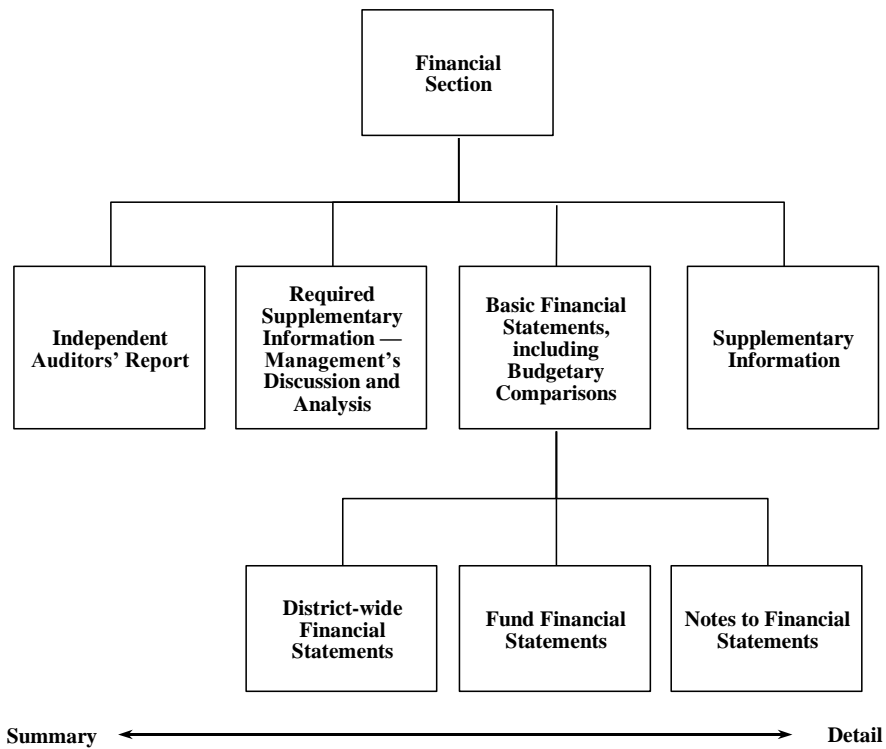 Financial
Section
Independent
Auditors’ Report
Required
Supplementary
Information —
Management’s
Discussion and
Analysis
Basic Financial
Statements,
including
Budgetary
Comparisons
Supplementary
Information
District-wide
Financial
Statements
Fund Financial
Statements
Notes to Financial
Statements
Summary
Detail